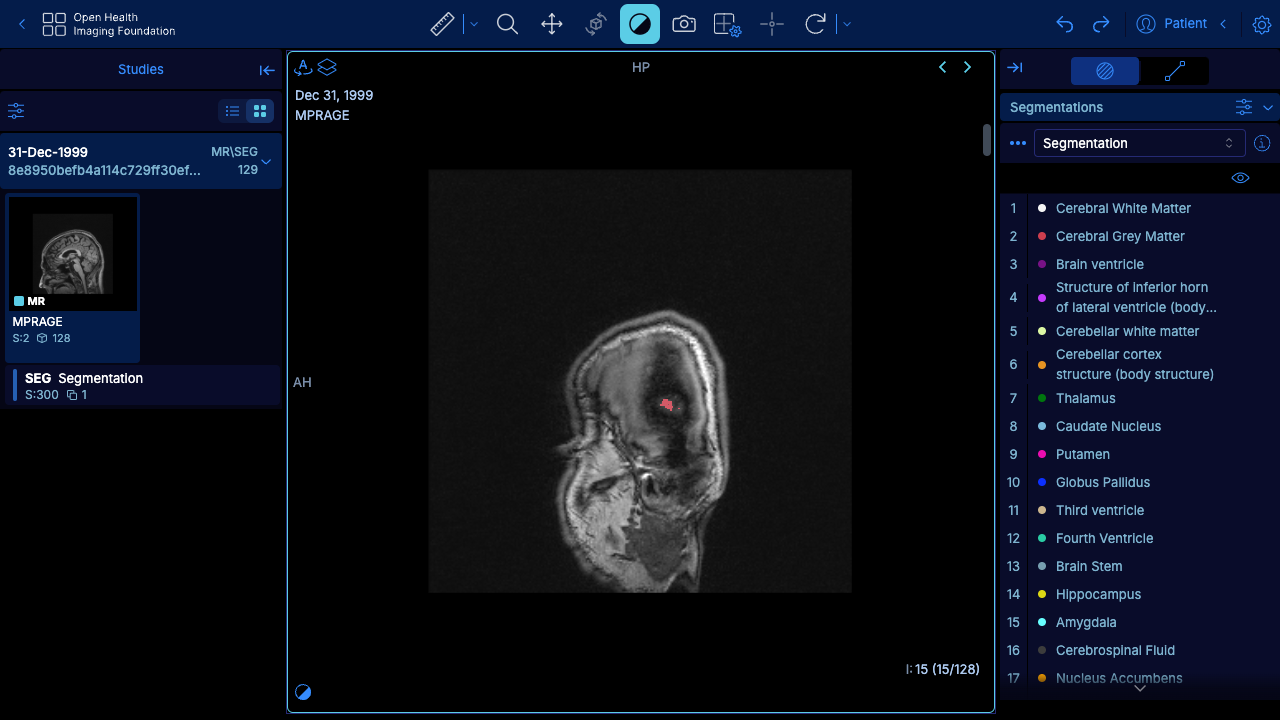 Open Health
Imaging Foundation
Patient
Studies
31-Dec-1999
MR\SEG
8e8950befb4a114c729ff30ef...
129
MR
MPRAGE
S:2
128
SEG Segmentation
S:300
1
A
HP
Dec 31, 1999
MPRAGE
AH
I: 15 (15/128)
Segmentations
Segmentation
1 Cerebral White Matter
2 Cerebral Grey Matter
3 Brain ventricle
4 Structure of inferior horn
of lateral ventricle (body...
5 Cerebellar white matter
6 Cerebellar cortex
structure (body structure)
7 Thalamus
8 Caudate Nucleus
9 Putamen
10 Globus Pallidus
11 Third ventricle
12 Fourth Ventricle
13 Brain Stem
14 Hippocampus
15 Amygdala
16 Cerebrospinal Fluid
17 Nucleus Accumbens